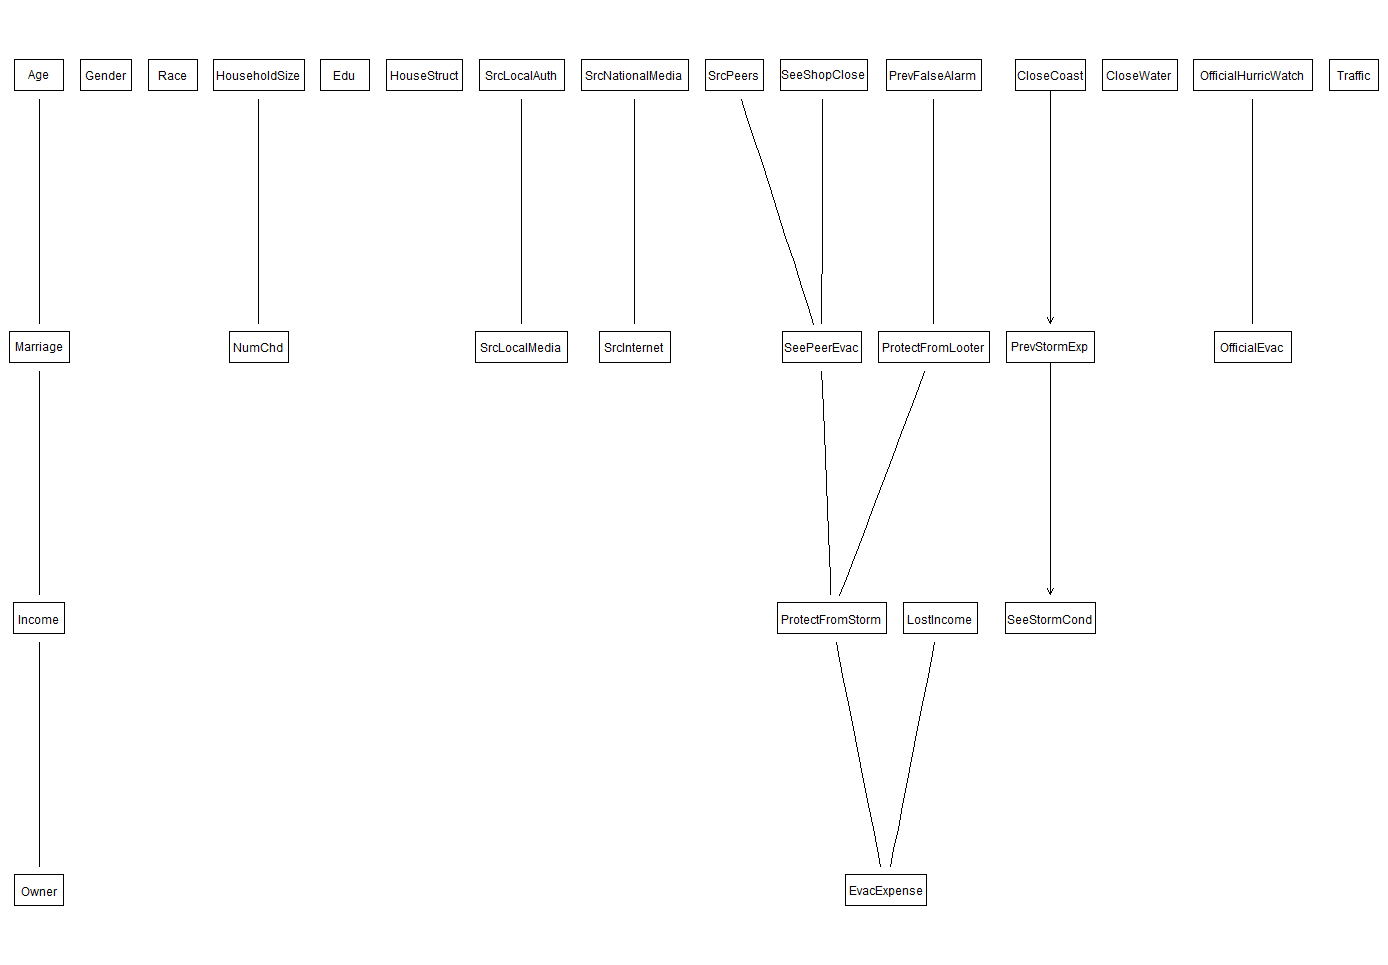 Age
Gender
Race
HouseholdSize
Edu
HouseStruct
SrcLocalAuth
SrcNationalMedia
SrcPeers
SeeShopClose
PrevFalseAlarm
CloseCoast
CloseWater
OfficialHurricWatch
Traffic
Marriage
NumChd
SrcLocalMedia
SrcInternet
SeePeerEvac
ProtectFromLooter
PrevStormExp
OfficialEvac
Income
ProtectFromStorm
LostIncome
SeeStormCond
Owner
EvacExpense